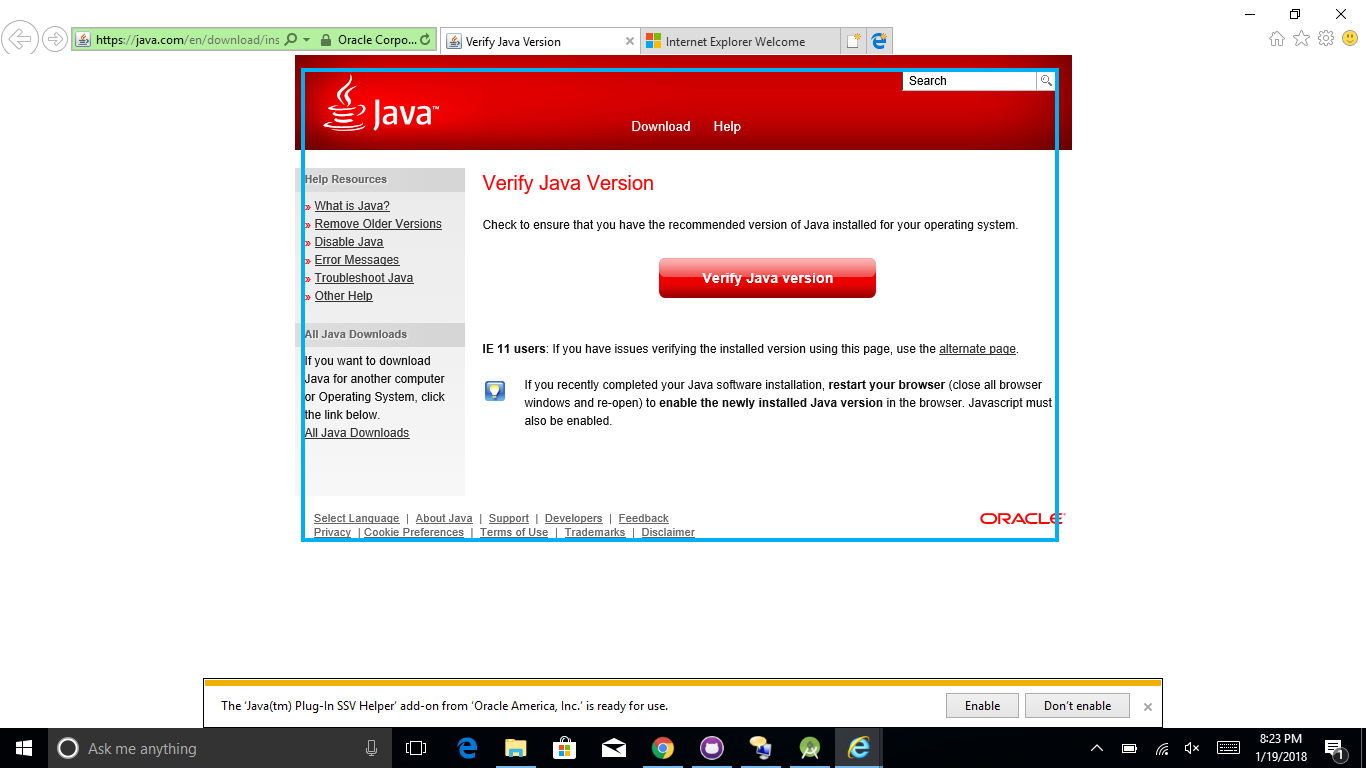 https://java.com/en/download/ins
Oracle Corpo...
Verify Java Version
Internet Explorer Welcome
Java™
Search
Download
Help
Help Resources
» What is Java?
» Remove Older Versions
» Disable Java
» Error Messages
» Troubleshoot Java
» Other Help
All Java Downloads
If you want to download
Java for another computer
or Operating System, click
the link below.
All Java Downloads
Verify Java Version
Check to ensure that you have the recommended version of Java installed for your operating system.
Verify Java version
IE 11 users: If you have issues verifying the installed version using this page, use the alternate page.
If you recently completed your Java software installation, restart your browser (close all browser
windows and re-open) to enable the newly installed Java version in the browser. Javascript must
also be enabled.
Select Language | About Java | Support | Developers | Feedback
Privacy | Cookie Preferences | Terms of Use | Trademarks | Disclaimer
ORACLE
The 'Java(tm) Plug-In SSV Helper' add-on from 'Oracle America, Inc.' is ready for use.
Enable
Don't enable
Ask me anything
8:23 PM
1/19/2018
1